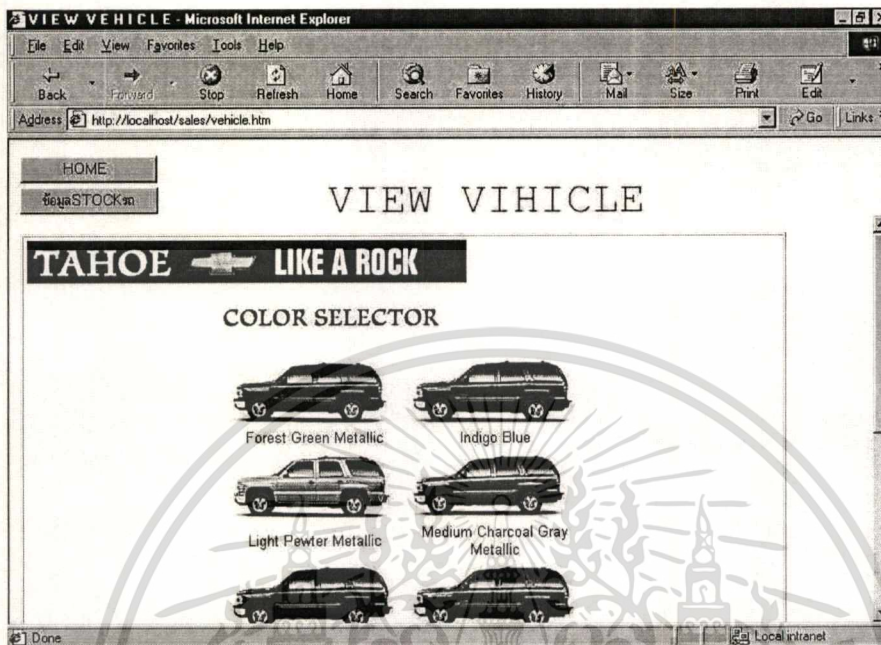 VIEW VEHICLE - Microsoft Internet Explorer
File Edit View Favorites Tools Help
Back Forward Stop Refresh Home Search Favorites History Mail Size Print Edit
Address http://localhost/sales/vehicle.htm Go Links
HOME
ข้อมูลSTOCKรถ
VIEW VIHICLE
TAHOE LIKE A ROCK
COLOR SELECTOR
Forest Green Metallic Indigo Blue
Light Pewter Metallic Medium Charcoal Gray
Metallic
Done Local intranet